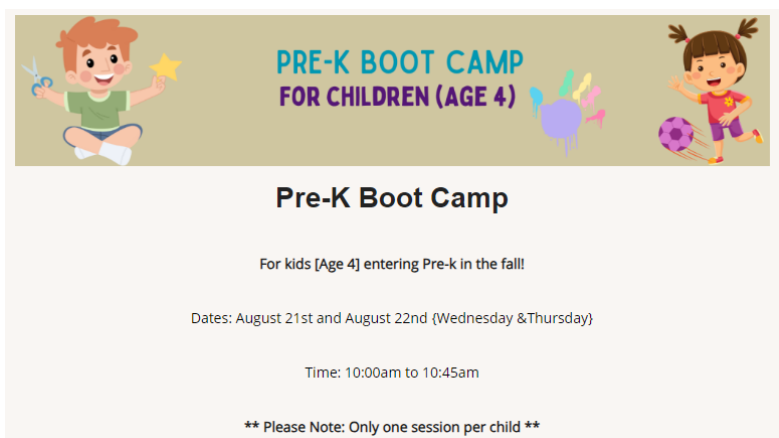 PRE-K BOOT CAMP
FOR CHILDREN (AGE 4)
Pre-K Boot Camp
For kids [Age 4] entering Pre-k in the fall!
Dates: August 21st and August 22nd {Wednesday &Thursday}
Time: 10:00am to 10:45am
** Please Note: Only one session per child **